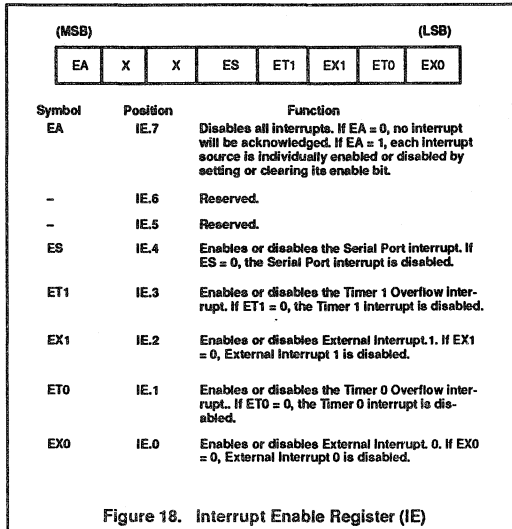 (MSB) (LSB)
EA X X ES ET1 EX1 ET0 EX0
Symbol Position Function
EA IE.7 Disables all interrupts. If EA = 0, no interrupt
will be acknowledged. If EA = 1, each interrupt
source is individually enabled or disabled by
setting or clearing its enable bit.
– IE.6 Reserved.
– IE.5 Reserved.
ES IE.4 Enables or disables the Serial Port interrupt. If
ES = 0, the Serial Port interrupt is disabled.
ET1 IE.3 Enables or disables the Timer 1 Overflow inter-
rupt. If ET1 = 0, the Timer 1 interrupt is disabled.
EX1 IE.2 Enables or disables External Interrupt.1. If EX1
= 0, External Interrupt 1 is disabled.
ET0 IE.1 Enables or disables the Timer 0 Overflow inter-
rupt.. If ET0 = 0, the Timer 0 interrupt is dis-
abled.
EX0 IE.0 Enables or disables External Interrupt. 0. If EX0
= 0, External Interrupt 0 is disabled.
Figure 18. Interrupt Enable Register (IE)